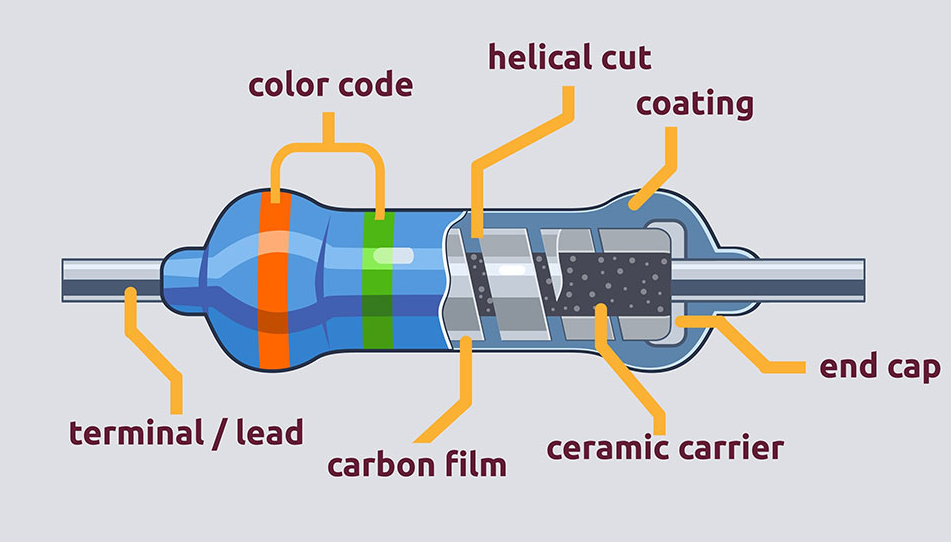 helical cut
color code
coating
end cap
terminal / lead
ceramic carrier
carbon film